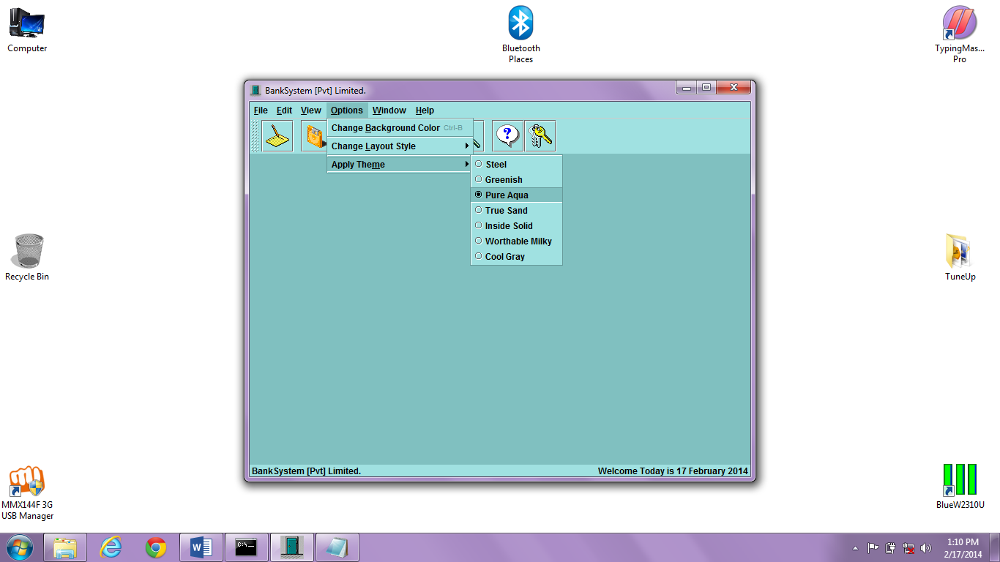 Computer
Bluetooth
Places
TypingMas...
Pro
BankSystem [Pvt] Limited.
File Edit View Options Window Help
Change Background Color Ctrl-B
Change Layout Style
Apply Theme
?
Steel
Greenish
Pure Aqua
True Sand
Inside Solid
Worthable Milky
Cool Gray
Recycle Bin
TuneUp
BankSystem [Pvt] Limited.
Welcome Today is 17 February 2014
MMX144F 3G
USB Manager
BlueW2310U
W
C:\
1:10 PM
2/17/2014